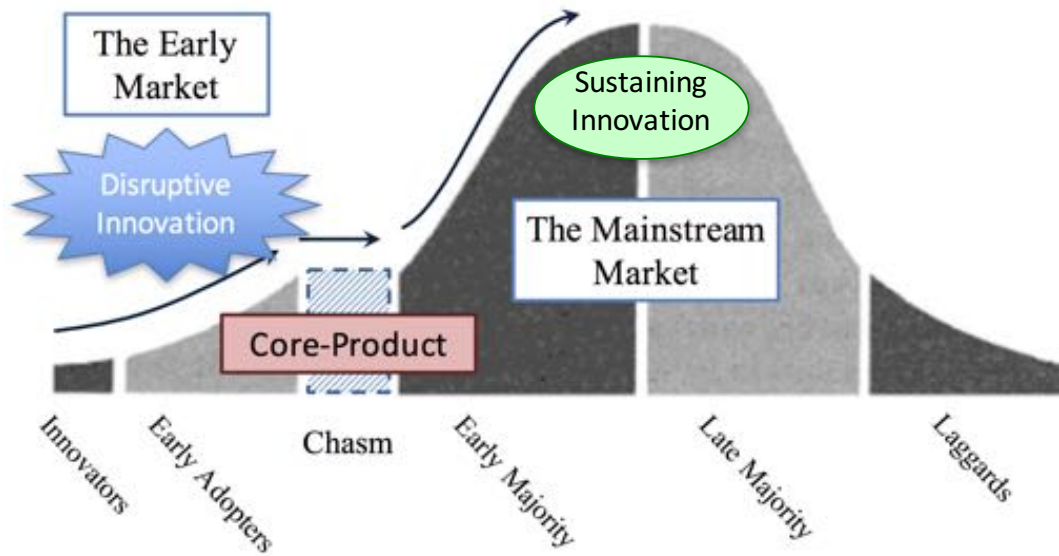 The Early
Market
Disruptive
Innovation
Sustaining
Innovation
The Mainstream
Market
Core-Product
Innovators
Early Adopters
Chasm
Early Majority
Late Majority
Laggards